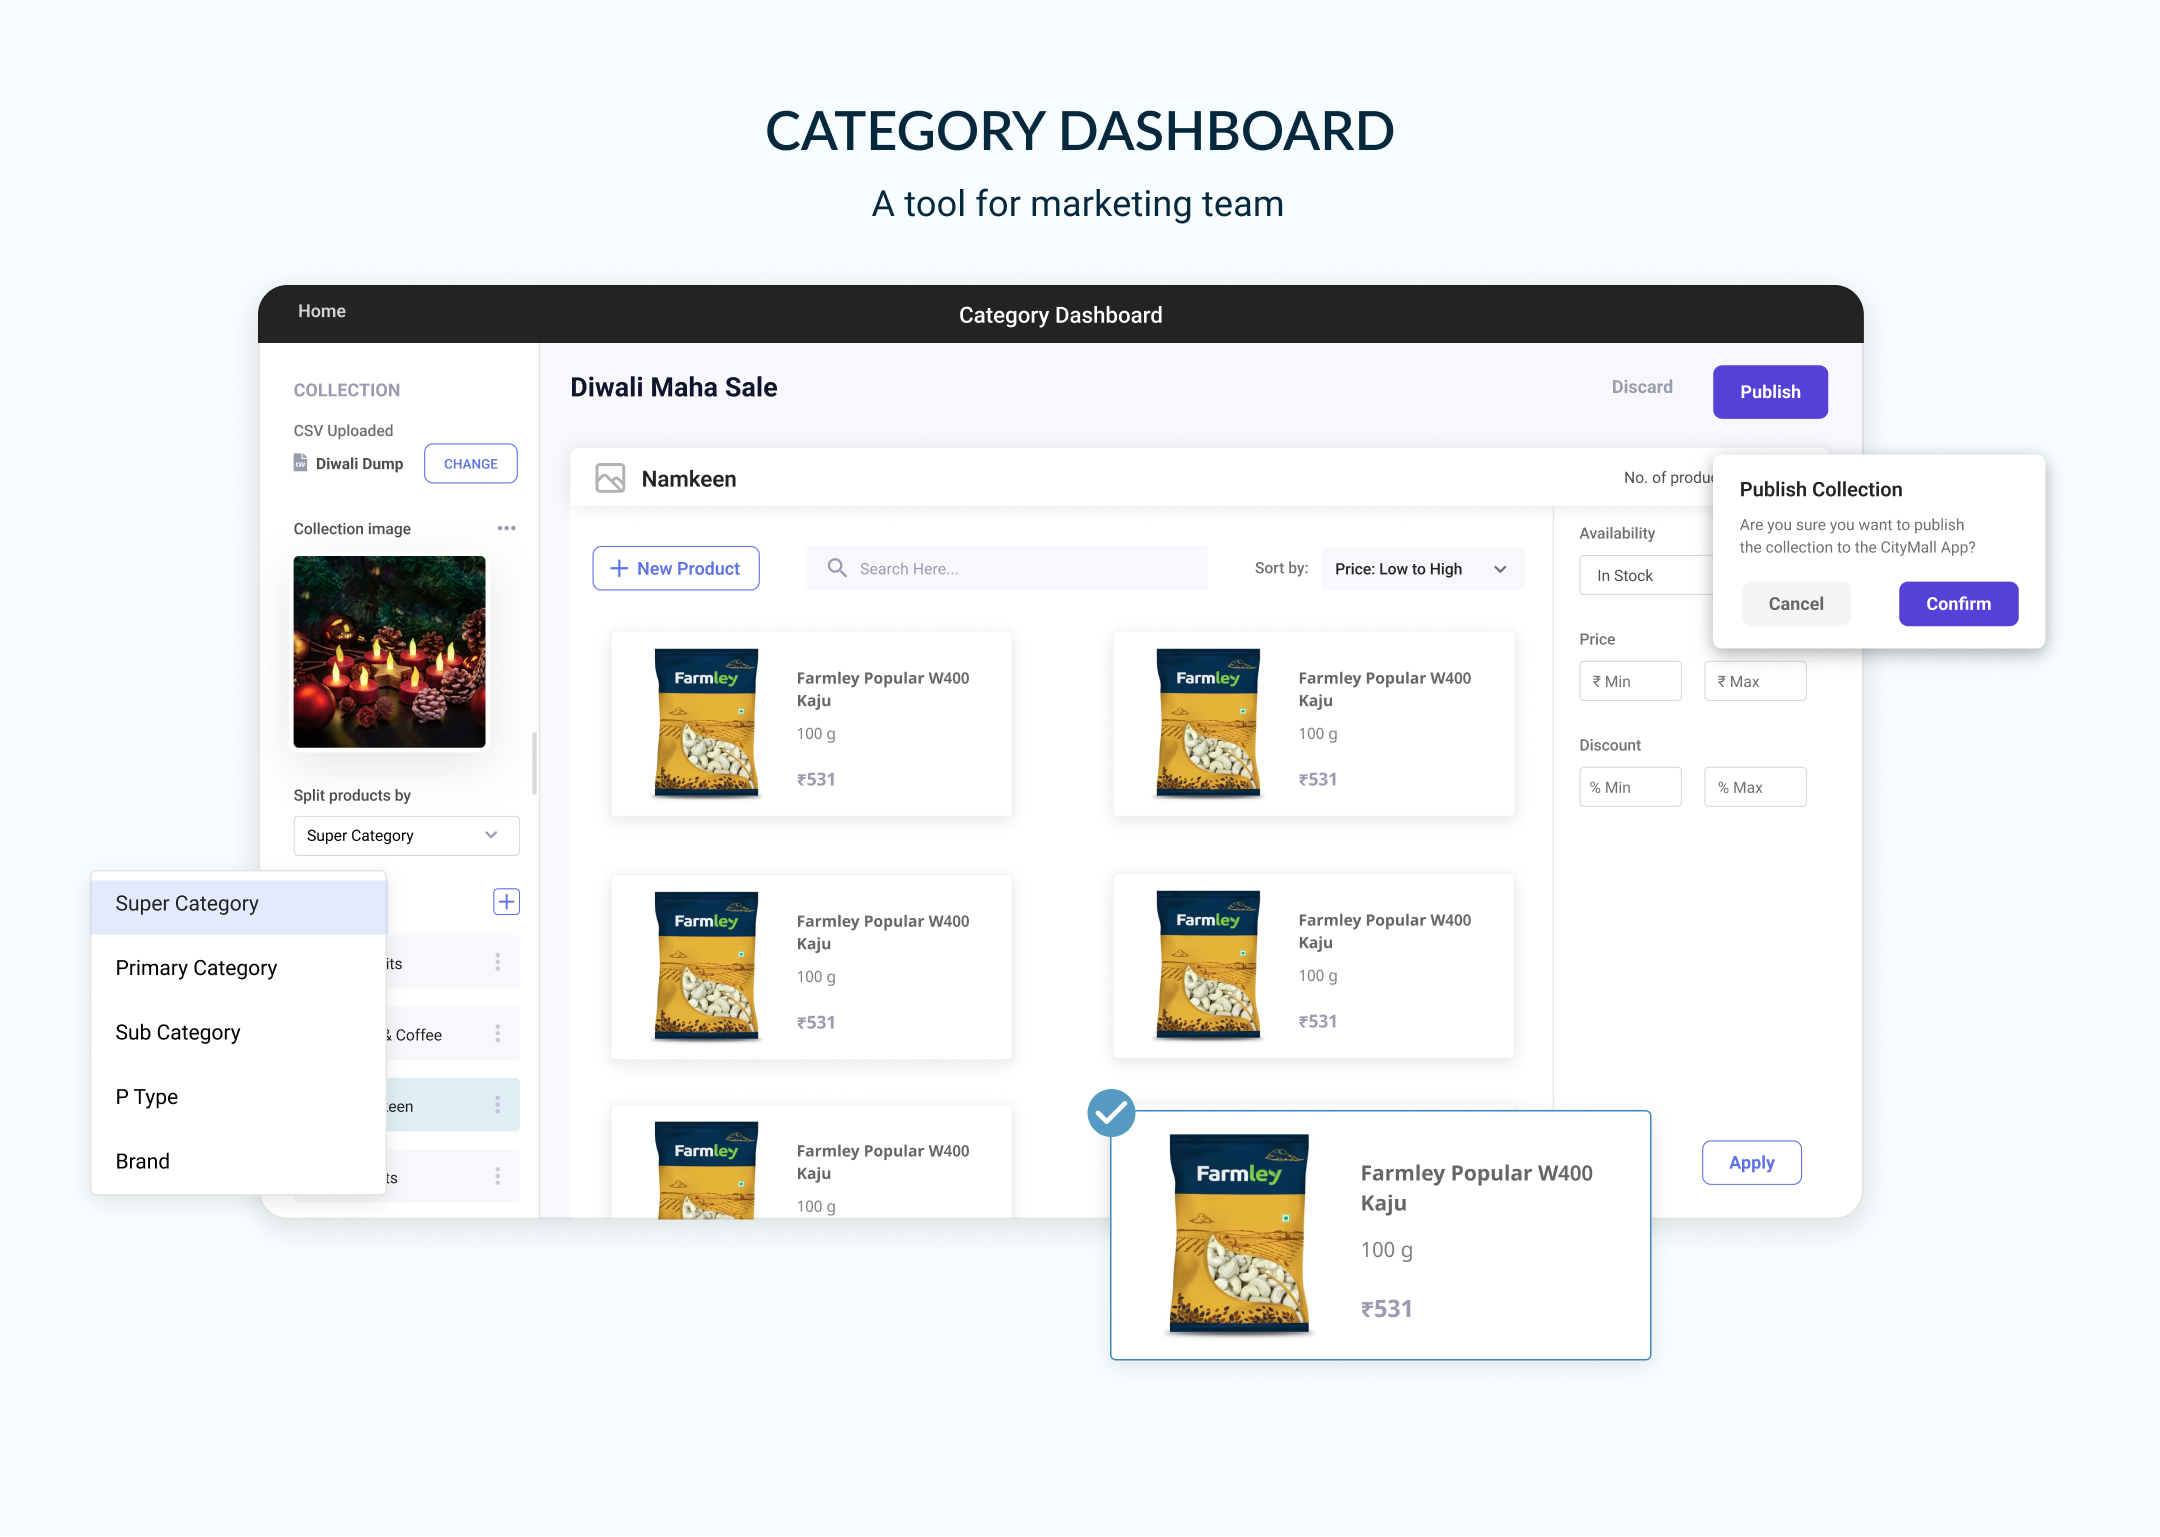 CATEGORY DASHBOARD
A tool for marketing team
Home
Category Dashboard
COLLECTION
CSV Uploaded
CSV
Diwali Dump
CHANGE
Collection image
Split products by
Super Category
Super Category
Primary Category
Sub Category
P Type
Brand
& Coffee
Diwali Maha Sale
Discard
Publish
Namkeen
No. of
New Product
Search Here...
Sort by:
Price: Low to High
Farmley
Farmley Popular W400
Kaju
100 g
₹531
Farmley
Farmley Popular W400
Kaju
100 g
₹531
Farmley
Farmley Popular W400
Kaju
100 g
₹531
Farmley
Farmley Popular W400
Kaju
100 g
₹531
Farmley
Farmley Popular W400
Kaju
100 g
Farmley
Farmley Popular W400
Kaju
100 g
₹531
Availability
In Stock
Price
₹ Min
₹ Max
Discount
% Min
% Max
Apply
Publish Collection
Are you sure you want to publish
the collection to the CityMall App?
Cancel
Confirm